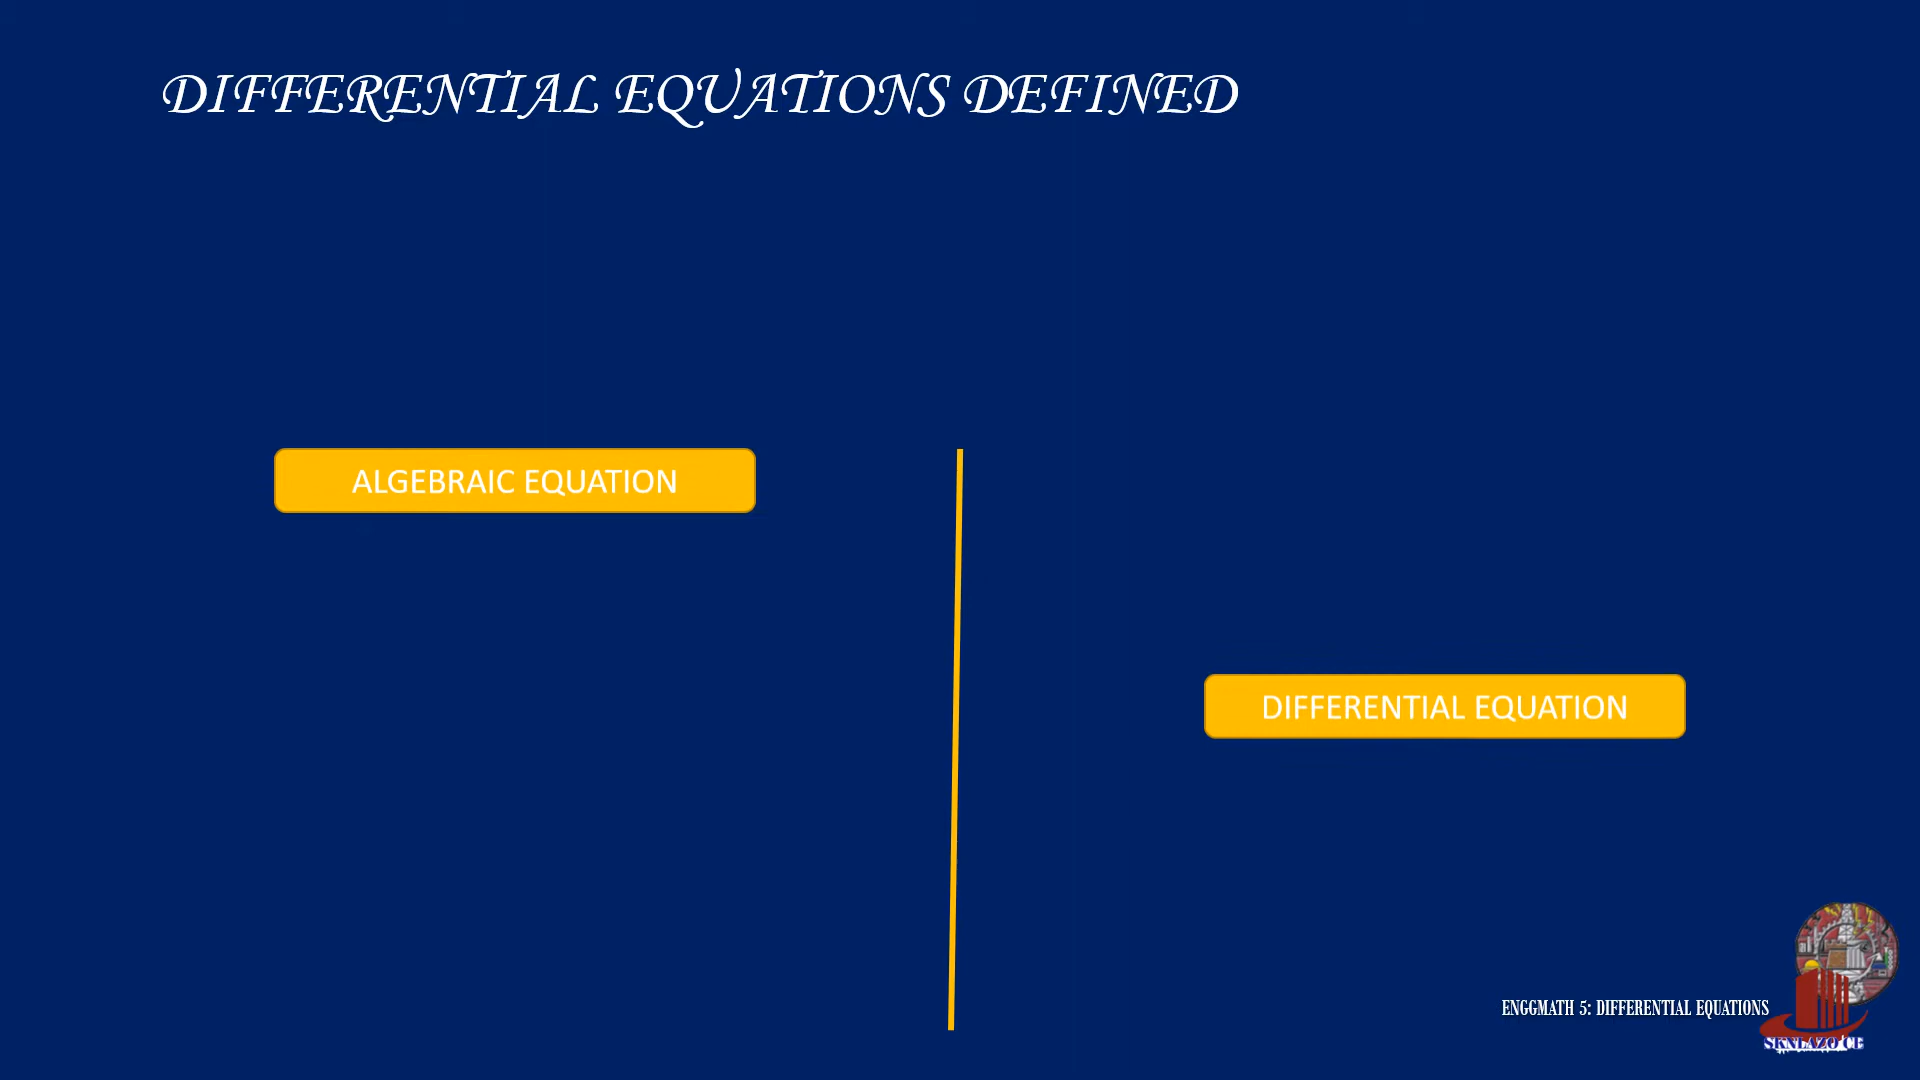 DIFFERENTIAL EQUATIONS DEFINED
ALGEBRAIC EQUATION
DIFFERENTIAL EQUATION
ENGGMATH 5: DIFFERENTIAL EQUATIONS